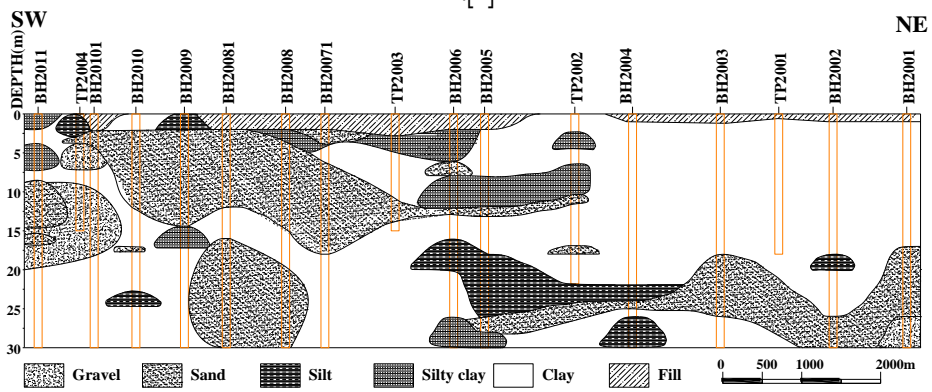 SW
NE
DEPTH(m)
BH2011
TP2004
BH20101
BH2010
BH2009
BH20081
BH2008
BH20071
TP2003
BH2006
BH2005
TP2002
BH2004
BH2003
TP2001
BH2002
BH2001
0
5
10
15
20
25
30
Gravel
Sand
Silt
Silty clay
Clay
Fill
0 500 1000 2000m